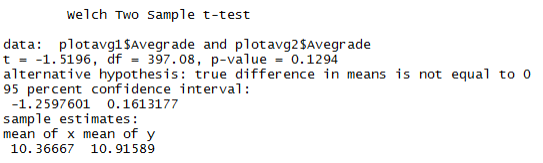 Welch Two Sample t-test
data:  plotavg1$Avegrade and plotavg2$Avegrade
t = -1.5196, df = 397.08, p-value = 0.1294
alternative hypothesis: true difference in means is not equal to 0
95 percent confidence interval:
-1.2597601  0.1613177
sample estimates:
mean of x mean of y
10.36667  10.91589